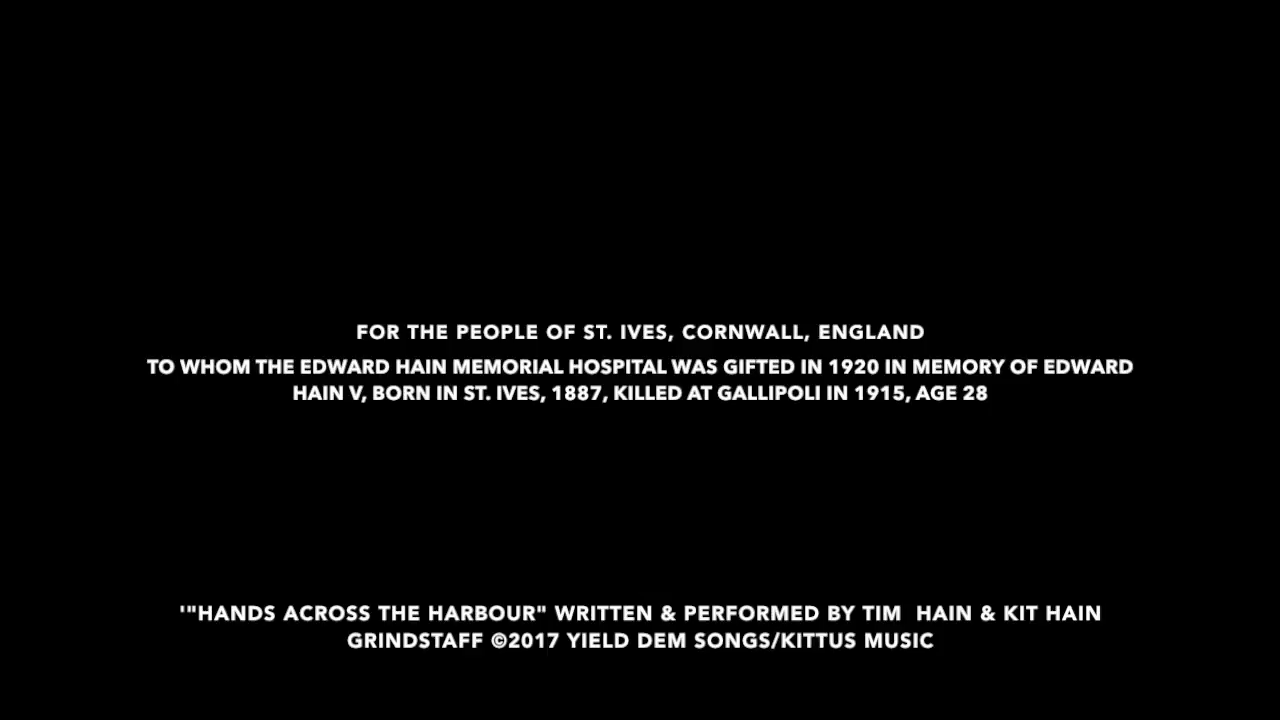 FOR THE PEOPLE OF ST. IVES, CORNWALL, ENGLAND
TO WHOM THE EDWARD HAIN MEMORIAL HOSPITAL WAS GIFTED IN 1920 IN MEMORY OF EDWARD
HAIN V, BORN IN ST. IVES, 1887, KILLED AT GALLIPOLI IN 1915, AGE 28
'"HANDS ACROSS THE HARBOUR" WRITTEN & PERFORMED BY TIM  HAIN & KIT HAIN
GRINDSTAFF ©2017 YIELD DEM SONGS/KITTUS MUSIC